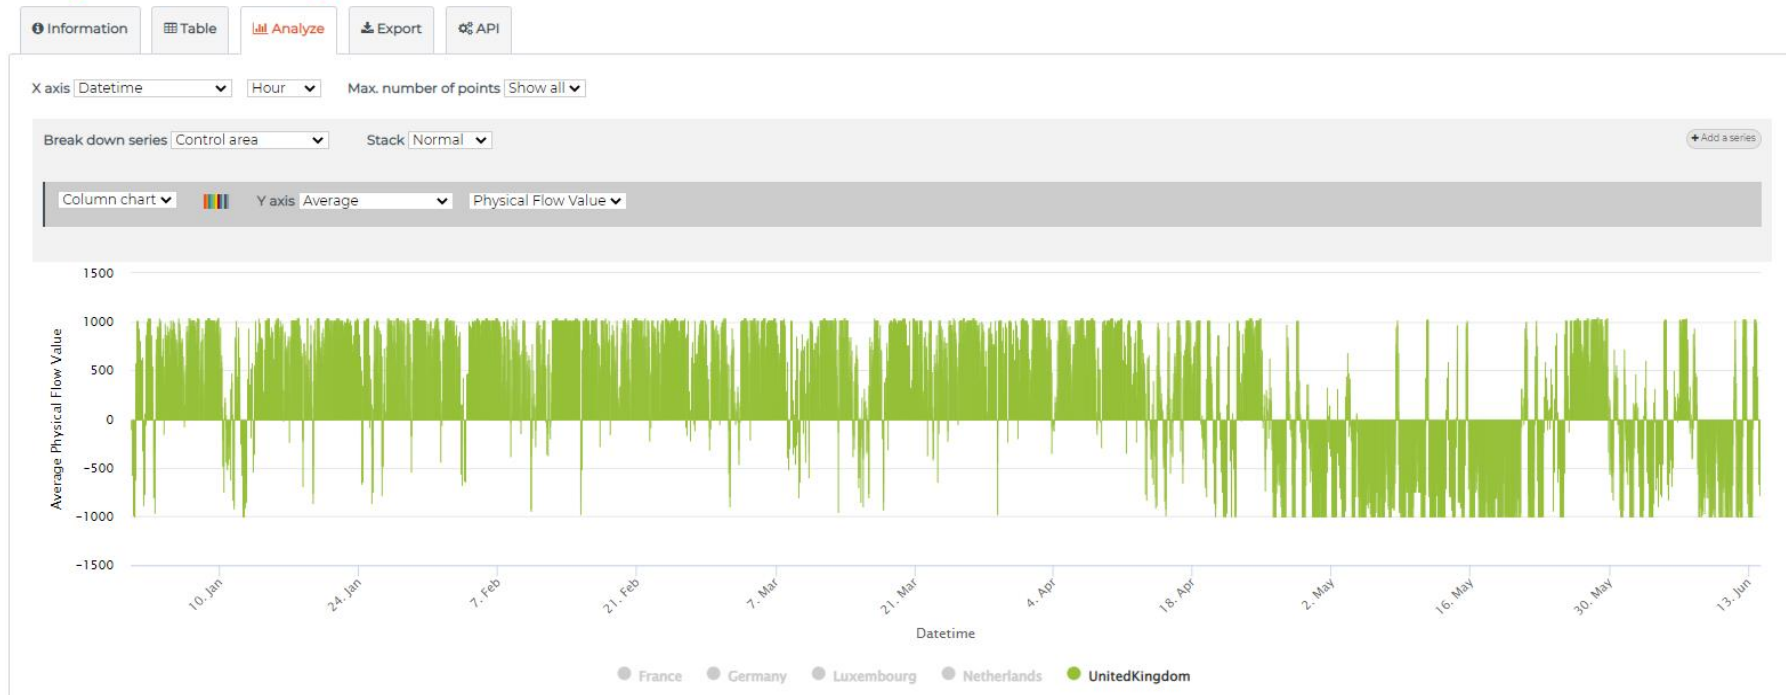 Information Table Analyze Export API
X axis Datetime Hour Max. number of points Show all
Break down series Control area Stack Normal + Add a series
Column chart Y axis Average Physical Flow Value
1500
1000
500
0
-500
-1000
-1500
Average Physical Flow Value
10. Jan 24. Jan 7. Feb 21. Feb 7. Mar 21. Mar 4. Apr 18. Apr 2. May 16. May 30. May 13. Jun
Datetime
France Germany Luxembourg Netherlands UnitedKingdom